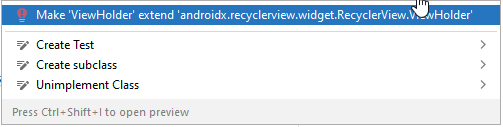 Make 'ViewHolder' extend 'androidx.recyclerview.widget.RecyclerView.ViewHolder'
Create Test
Create subclass
Unimplement Class
Press Ctrl+Shift+I to open preview